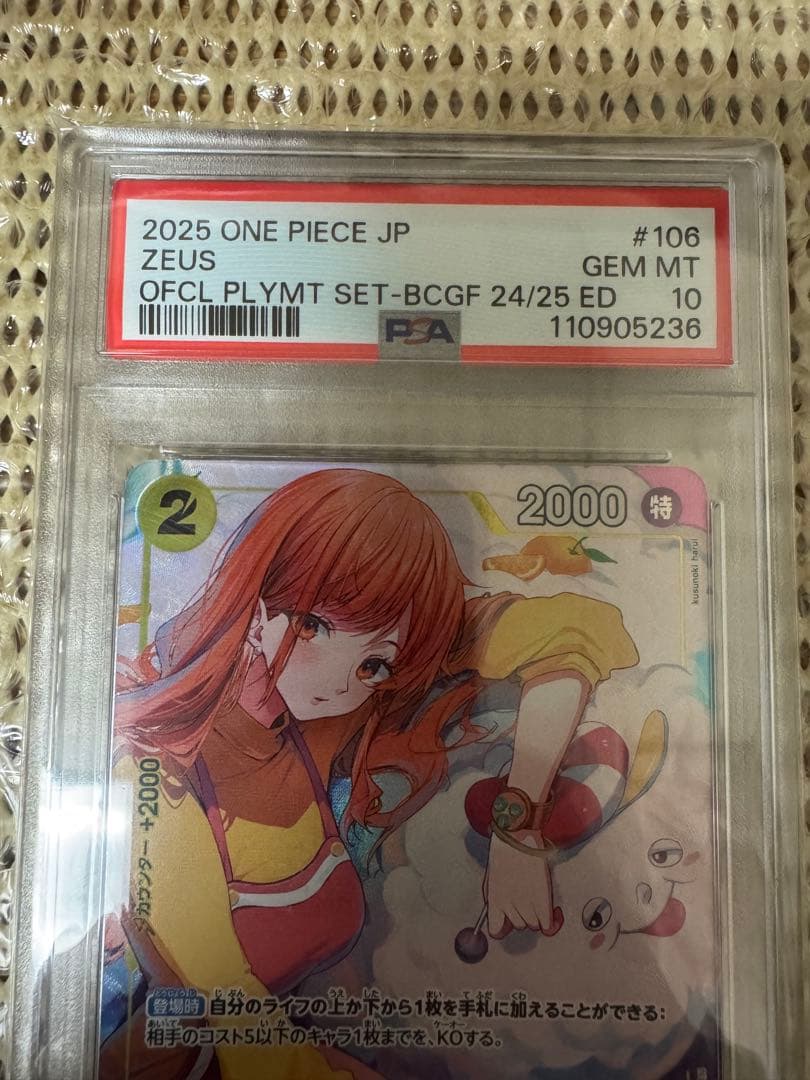 2025 ONE PIECE JP #106
ZEUS GEM MT
OFCL PLYMT SET-BCGF 24/25 ED 10
PSA 110905236
2 2000 特
kusunoki harui
カウンター +2000
登場時 自分のライフの上か下から1枚を手札に加えることができる:
相手のコスト5以下のキャラ1枚までを、KOする。